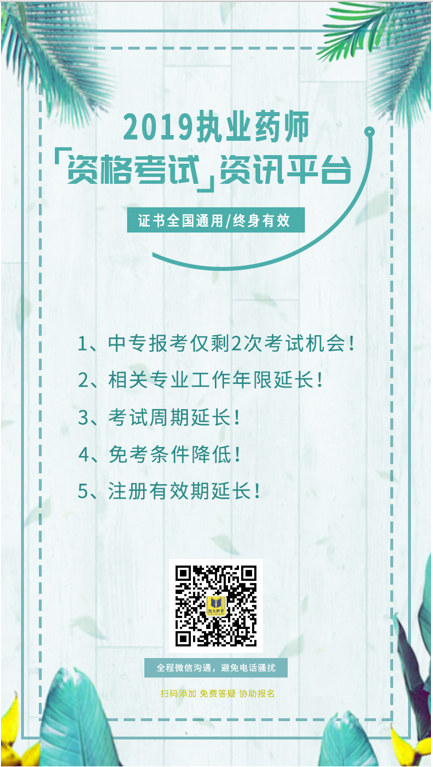 2019执业药师
「资格考试」资讯平台
证书全国通用/终身有效
1、中专报考仅剩2次考试机会！
2、相关专业工作年限延长！
3、考试周期延长！
4、免考条件降低！
5、注册有效期延长！
全程微信沟通，避免电话骚扰
扫码添加 免费答疑 协助报名